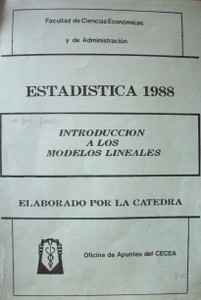 Facultad de Ciencias Económicas
y de Administración
ESTADISTICA 1988
INTRODUCCION
A LOS
MODELOS LINEALES
ELABORADO POR LA CATEDRA
Oficina de Apuntes del CECEA